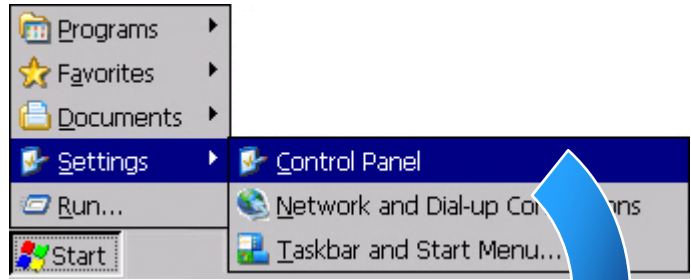 Programs
Favorites
Documents
Settings
Control Panel
Run...
Network and Dial-up
Start
Taskbar and Start Menu...